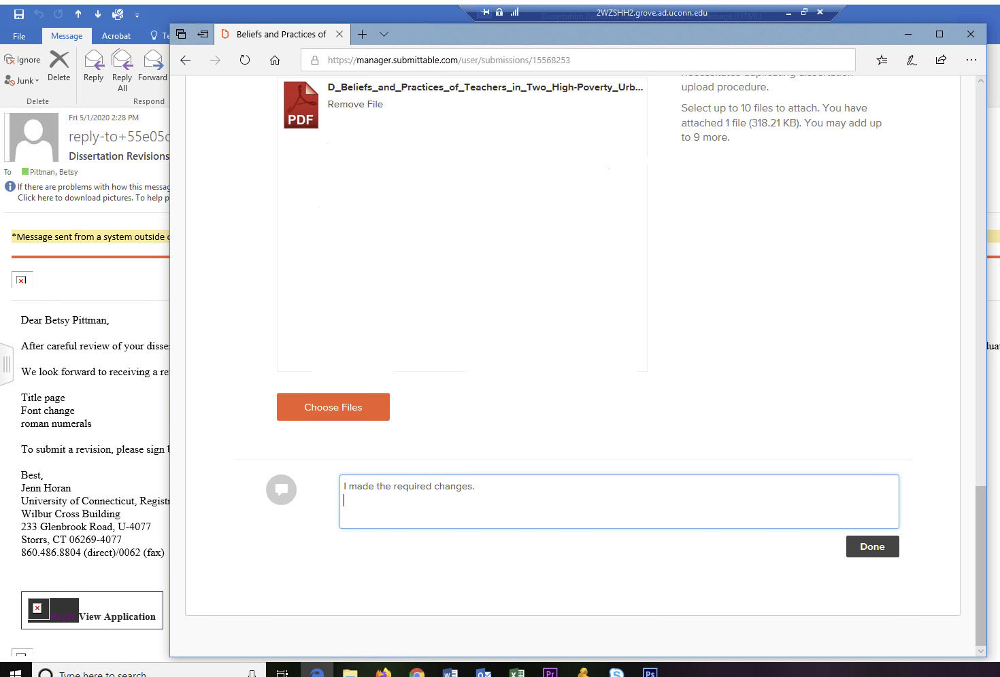 2WZSHH2.grove.ad.uconn.edu
File Message Acrobat
Ignore
Junk
Delete
Reply
Reply All
Forward
Delete
Respond
Fri 5/1/2020 2:28 PM
reply-to+55e05
Dissertation Revisions
To Pittman, Betsy
If there are problems with how this messag
Click here to download pictures. To help p
*Message sent from a system outside
Dear Betsy Pittman,
After careful review of your disse
We look forward to receiving a re
Title page
Font change
roman numerals
To submit a revision, please sign
Best,
Jenn Horan
University of Connecticut, Registr
Wilbur Cross Building
233 Glenbrook Road, U-4077
Storrs, CT 06269-4077
860.486.8804 (direct)/0062 (fax)
Reply View Application
Beliefs and Practices of
https://manager.submittable.com/user/submissions/15568253
PDF
D_Beliefs_and_Practices_of_Teachers_in_Two_High-Poverty_Urb...
Remove File
upload procedure.
Select up to 10 files to attach. You have
attached 1 file (318.21 KB). You may add up
to 9 more.
Choose Files
I made the required changes.
Done
Type here to search
Pr
Ps